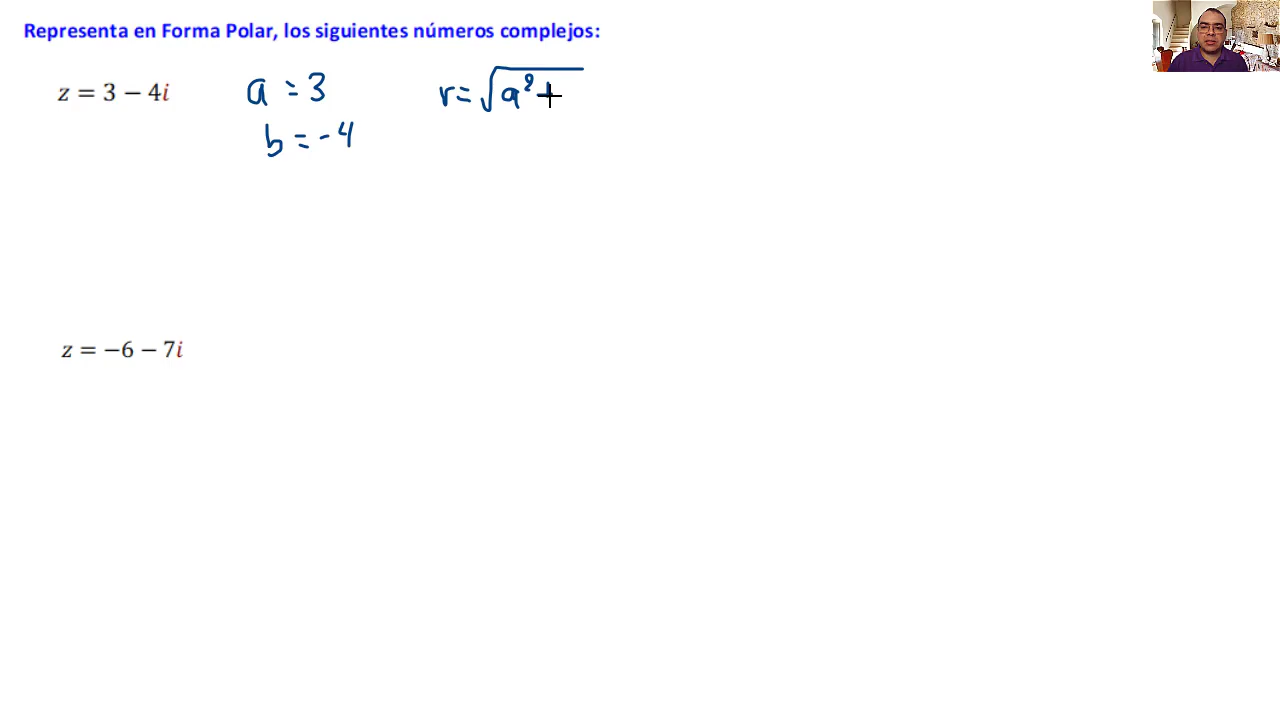 Representa en Forma Polar, los siguientes números complejos:
z = 3 − 4i
a = 3
r = √a² +
b = -4
z = −6 − 7i